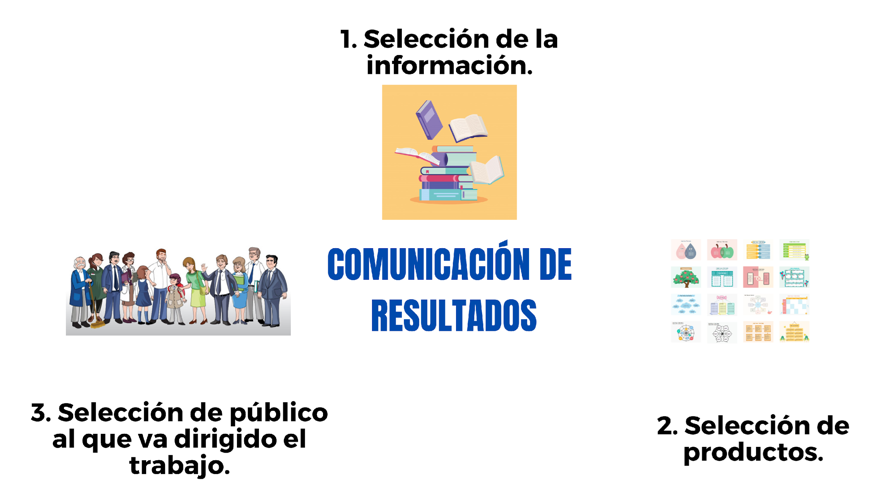 1. Selección de la
información.
COMUNICACIÓN DE
RESULTADOS
3. Selección de público
al que va dirigido el
trabajo.
2. Selección de
productos.